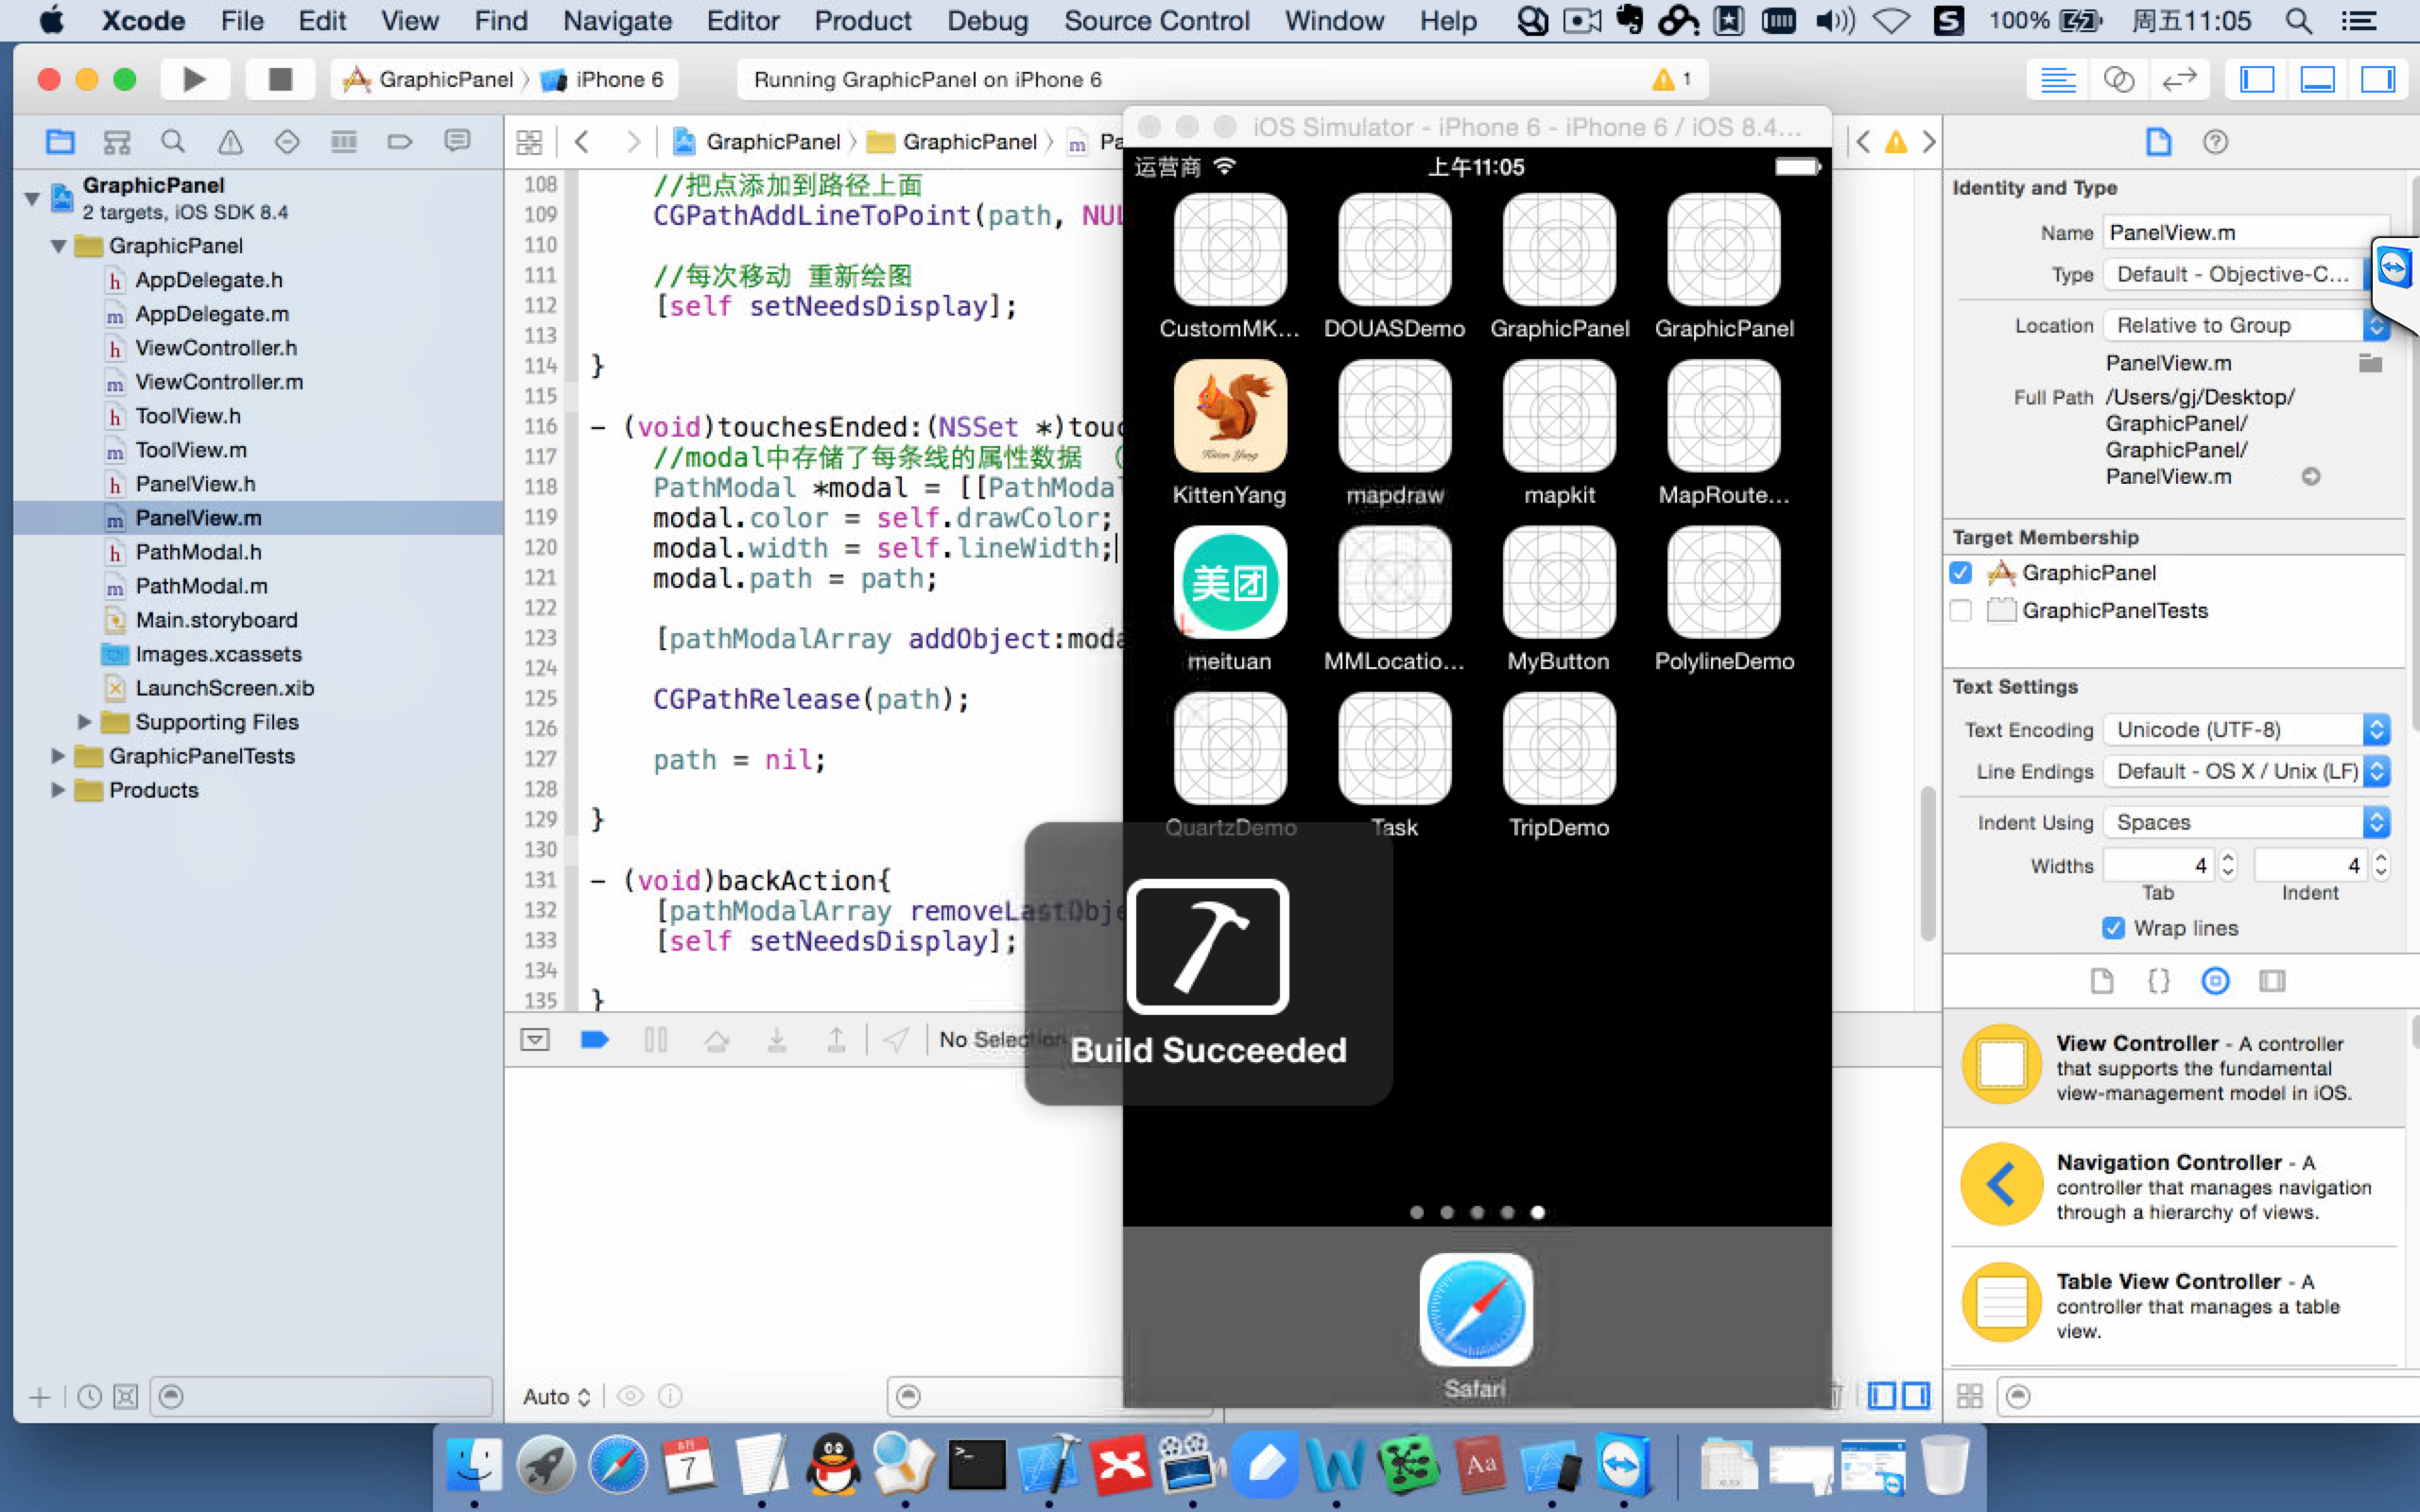 Xcode File Edit View Find Navigate Editor Product Debug Source Control Window Help 100% 周五11:05
GraphicPanel iPhone 6
Running GraphicPanel on iPhone 6
1
GraphicPanel
2 targets, iOS SDK 8.4
GraphicPanel
h AppDelegate.h
m AppDelegate.m
h ViewController.h
m ViewController.m
h ToolView.h
m ToolView.m
h PanelView.h
m PanelView.m
h PathModal.h
m PathModal.m
Main.storyboard
Images.xcassets
LaunchScreen.xib
Supporting Files
GraphicPanelTests
Products
GraphicPanel GraphicPanel m Pa
108 //把点添加到路径上面
109 CGPathAddLineToPoint(path, NUL
110
111 //每次移动 重新绘图
112 [self setNeedsDisplay];
113
114 }
115
116 - (void)touchesEnded:(NSSet *)touc
117 //modal中存储了每条线的属性数据 （
118 PathModal *modal = [[PathModal
119 modal.color = self.drawColor;
120 modal.width = self.lineWidth;
121 modal.path = path;
122
123 [pathModalArray addObject:moda
124
125 CGPathRelease(path);
126
127 path = nil;
128
129 }
130
131 - (void)backAction{
132 [pathModalArray removeLastObje
133 [self setNeedsDisplay];
134
135 }
No Selection
Auto
iOS Simulator - iPhone 6 - iPhone 6 / iOS 8.4...
运营商 上午11:05
CustomMK... DOUASDemo GraphicPanel GraphicPanel
Kitten Yang
KittenYang mapdraw mapkit MapRoute...
美团
meituan MMLocatio... MyButton PolylineDemo
QuartzDemo Task TripDemo
Build Succeeded
Safari
Identity and Type
Name PanelView.m
Type Default - Objective-C...
Location Relative to Group
PanelView.m
Full Path /Users/gj/Desktop/
GraphicPanel/
GraphicPanel/
PanelView.m
Target Membership
GraphicPanel
GraphicPanelTests
Text Settings
Text Encoding Unicode (UTF-8)
Line Endings Default - OS X / Unix (LF)
Indent Using Spaces
Widths 4 4
Tab Indent
Wrap lines
{}
View Controller - A controller
that supports the fundamental
view-management model in iOS.
Navigation Controller - A
controller that manages navigation
through a hierarchy of views.
Table View Controller - A
controller that manages a table
view.
7
Aa